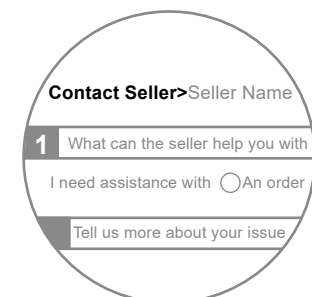 Contact Seller>Seller Name
1 What can the seller help you with
I need assistance with An order
Tell us more about your issue